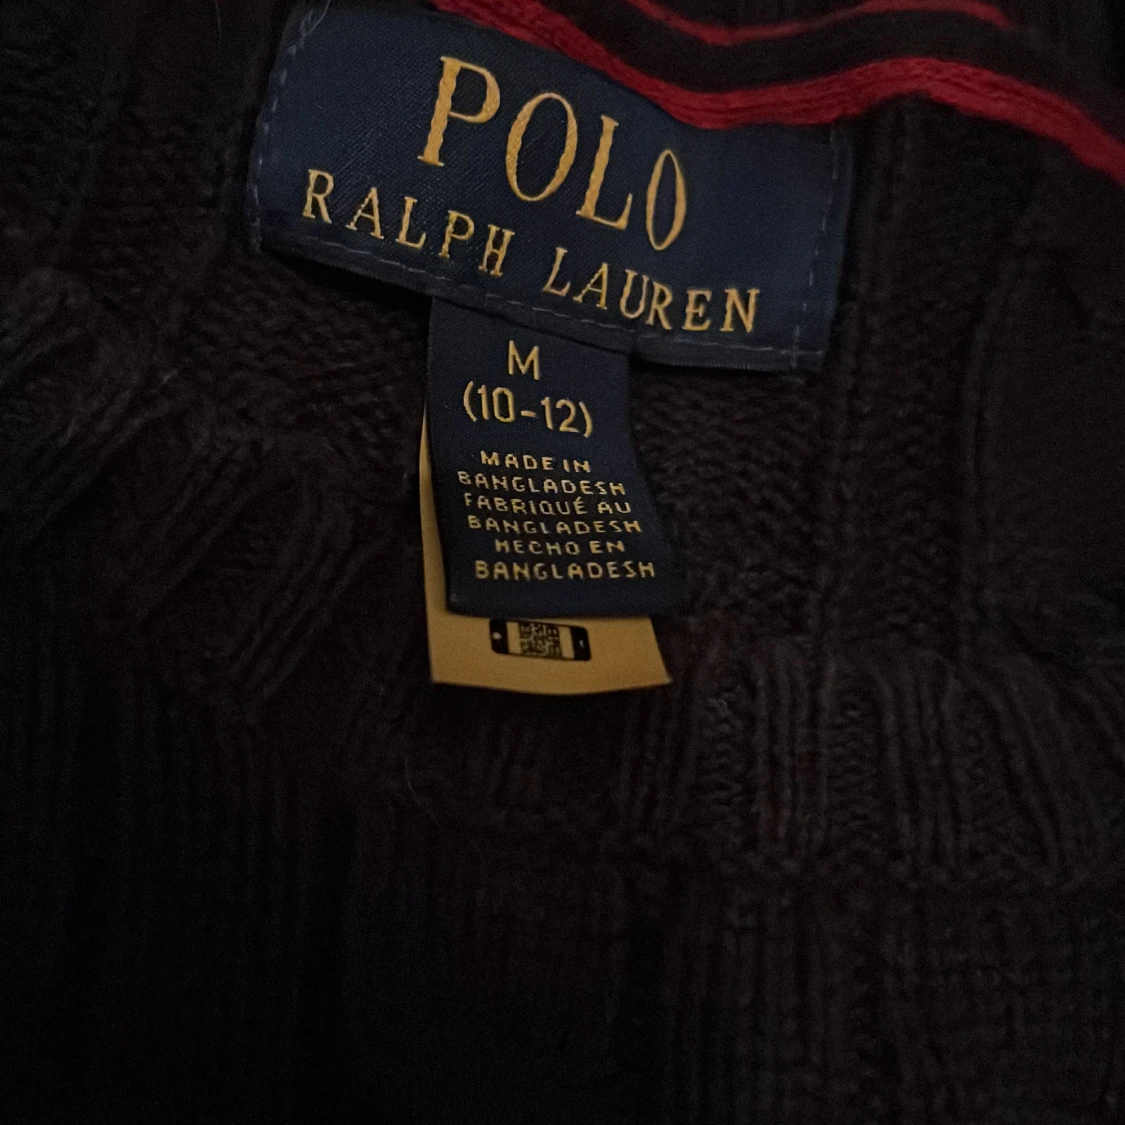 POLO
RALPH LAUREN
M
(10-12)
MADE IN
BANGLADESH
FABRIQUÉ AU
BANGLADESH
HECHO EN
BANGLADESH